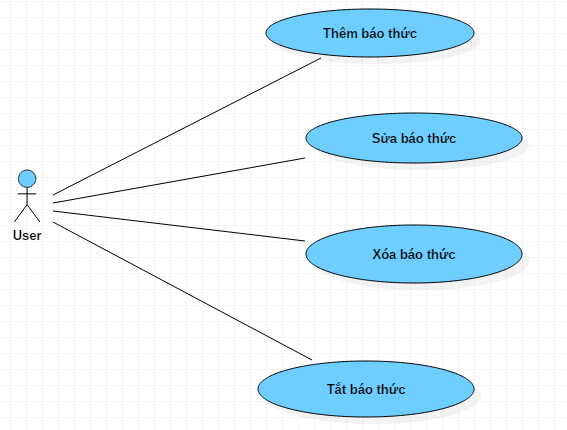 Thêm báo thức
Sửa báo thức
User
Xóa báo thức
Tắt báo thức